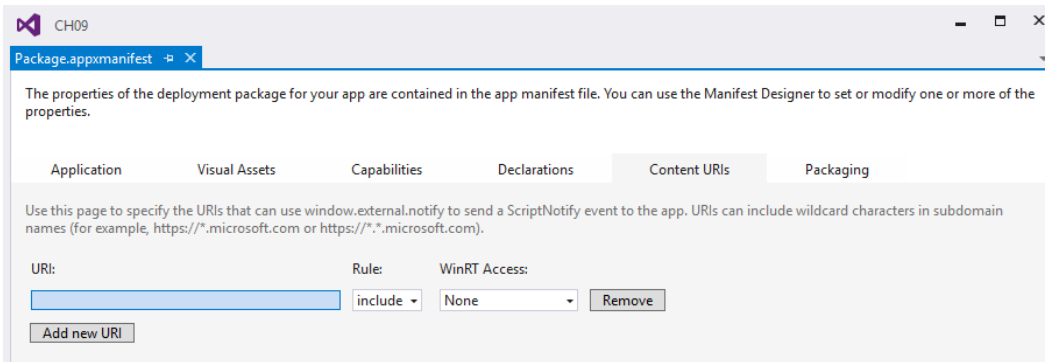 CH09
Package.appxmanifest
The properties of the deployment package for your app are contained in the app manifest file. You can use the Manifest Designer to set or modify one or more of the
properties.
Application Visual Assets Capabilities Declarations Content URIs Packaging
Use this page to specify the URIs that can use window.external.notify to send a ScriptNotify event to the app. URIs can include wildcard characters in subdomain
names (for example, https://*.microsoft.com or https://*.*.microsoft.com).
URI: Rule: WinRT Access:
include None Remove
Add new URI